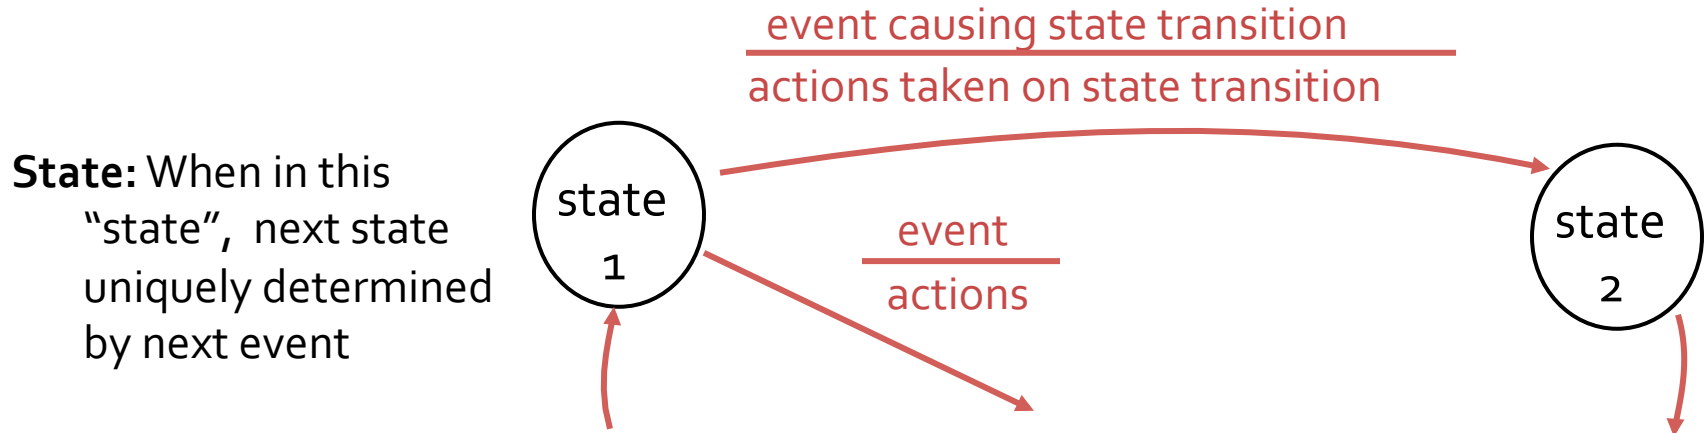 event causing state transition
actions taken on state transition
State: When in this
“state”, next state
uniquely determined
by next event
state
1
event
actions
state
2